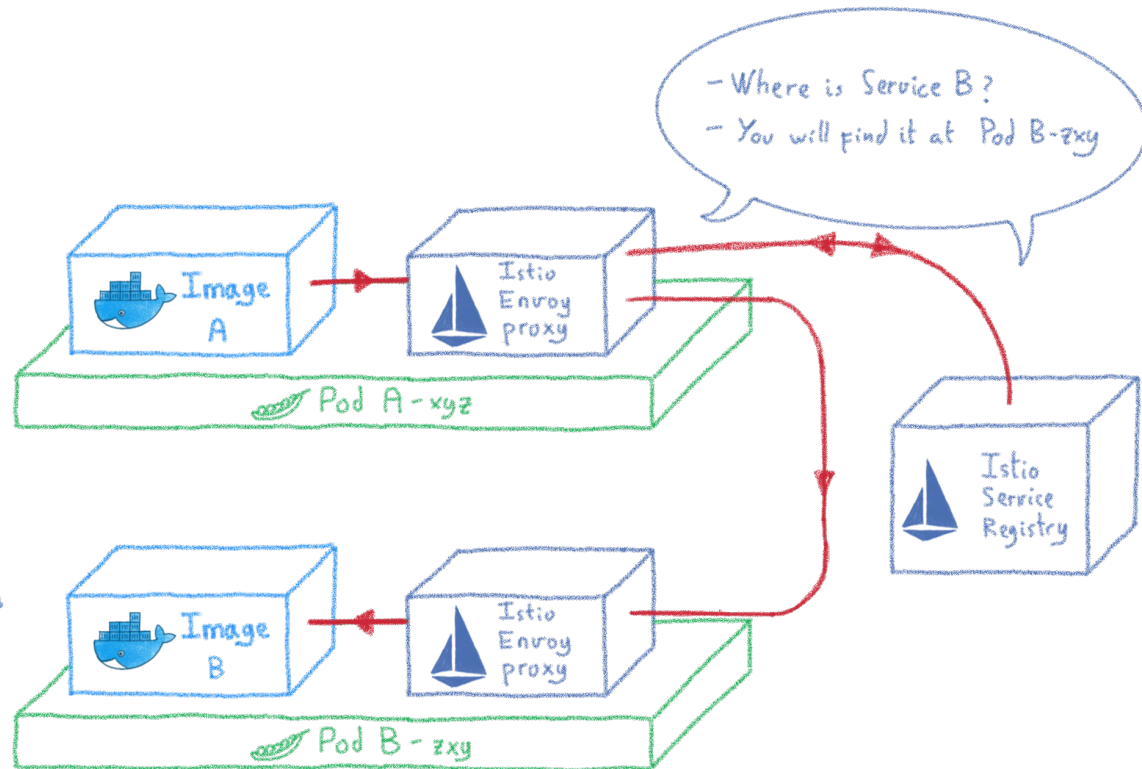 - Where is Service B?
- You will find it at Pod B-zxy
Image
A
Istio
Envoy
proxy
Pod A-xyz
Istio
Service
Registry
Image
B
Istio
Envoy
proxy
Pod B-zxy